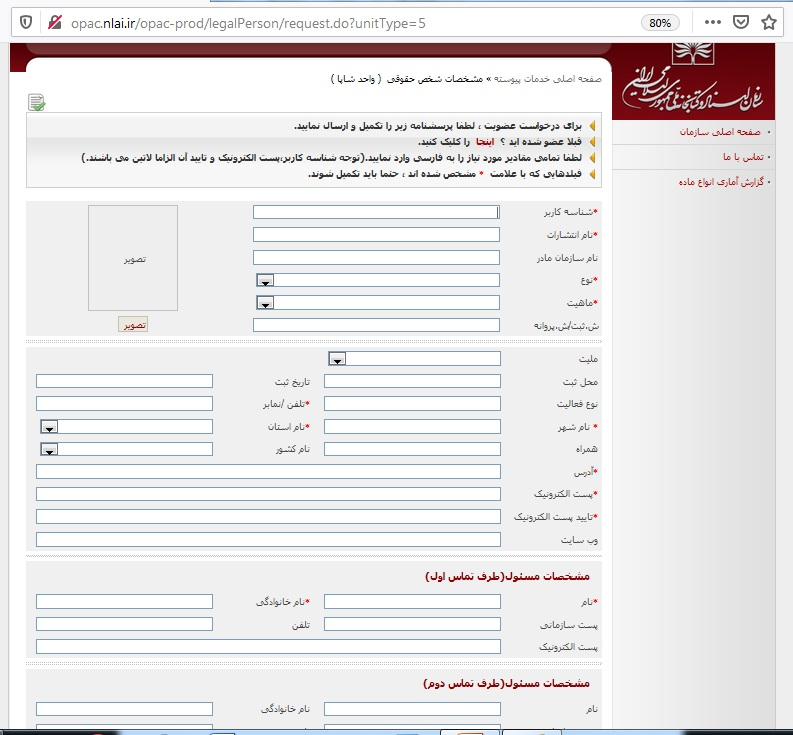 opac.nlai.ir/opac-prod/legalPerson/request.do?unitType=5
80%
صفحه اصلی خدمات پیوسته » مشخصات شخص حقوقی ( واحد شاپا )
صفحه اصلی سازمان
تماس با ما
گزارش آماری انواع ماده
برای درخواست عضویت ، لطفا پرسشنامه زیر را تکمیل و ارسال نمایید.
قبلا عضو شده اید ؟ اینجا را کلیک کنید.
لطفا تمامی مقادیر مورد نیاز را به فارسی وارد نمایید.(توجه شناسه کاربر،پست الکترونیک و تایید آن الزاما لاتین می باشند.)
فیلدهایی که با علامت * مشخص شده اند ، حتما باید تکمیل شوند.
*شناسه کاربر
*نام انتشارات
نام سازمان مادر
*نوع
*ماهیت
ش.ثبت/ش.پروانه
تصویر
تصویر
ملیت
محل ثبت تاریخ ثبت
نوع فعالیت *تلفن /نمابر
* نام شهر *نام استان
همراه نام کشور
*آدرس
*پست الکترونیک
*تایید پست الکترونیک
وب سایت
مشخصات مسئول(طرف تماس اول)
*نام *نام خانوادگی
پست سازمانی تلفن
پست الکترونیک
مشخصات مسئول(طرف تماس دوم)
نام نام خانوادگی